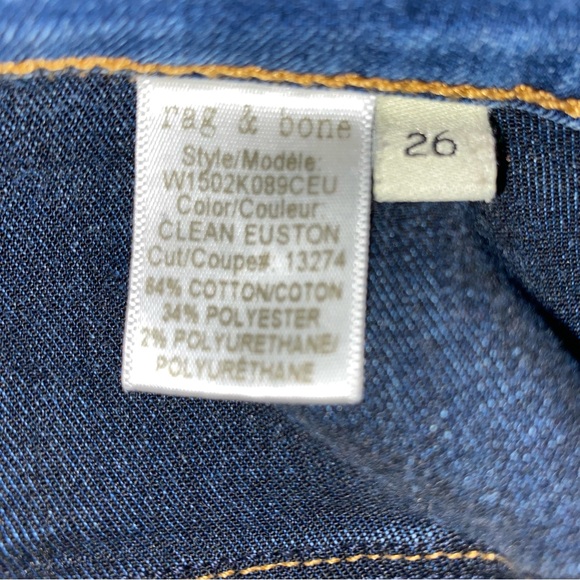 rag & bone
Style/Modèle:
W1502K089CEU
Color/Couleur:
CLEAN EUSTON
Cut/Coupe#: 13274
64% COTTON/COTON
34% POLYESTER
2% POLYURETHANE/
POLYURÉTHANE
26